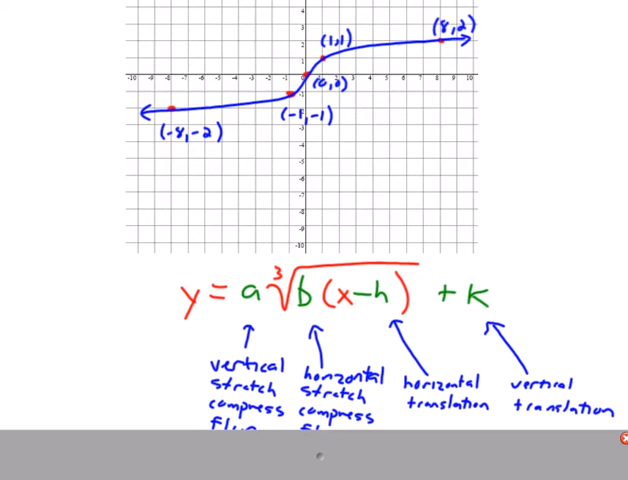 (8,2)
(1,1)
(0,0)
(-1,-1)
(-8,-2)
y = a ∛b(x-h) + k
vertical
stretch
compress
horizontal
stretch
compress
horizontal
translation
vertical
translation